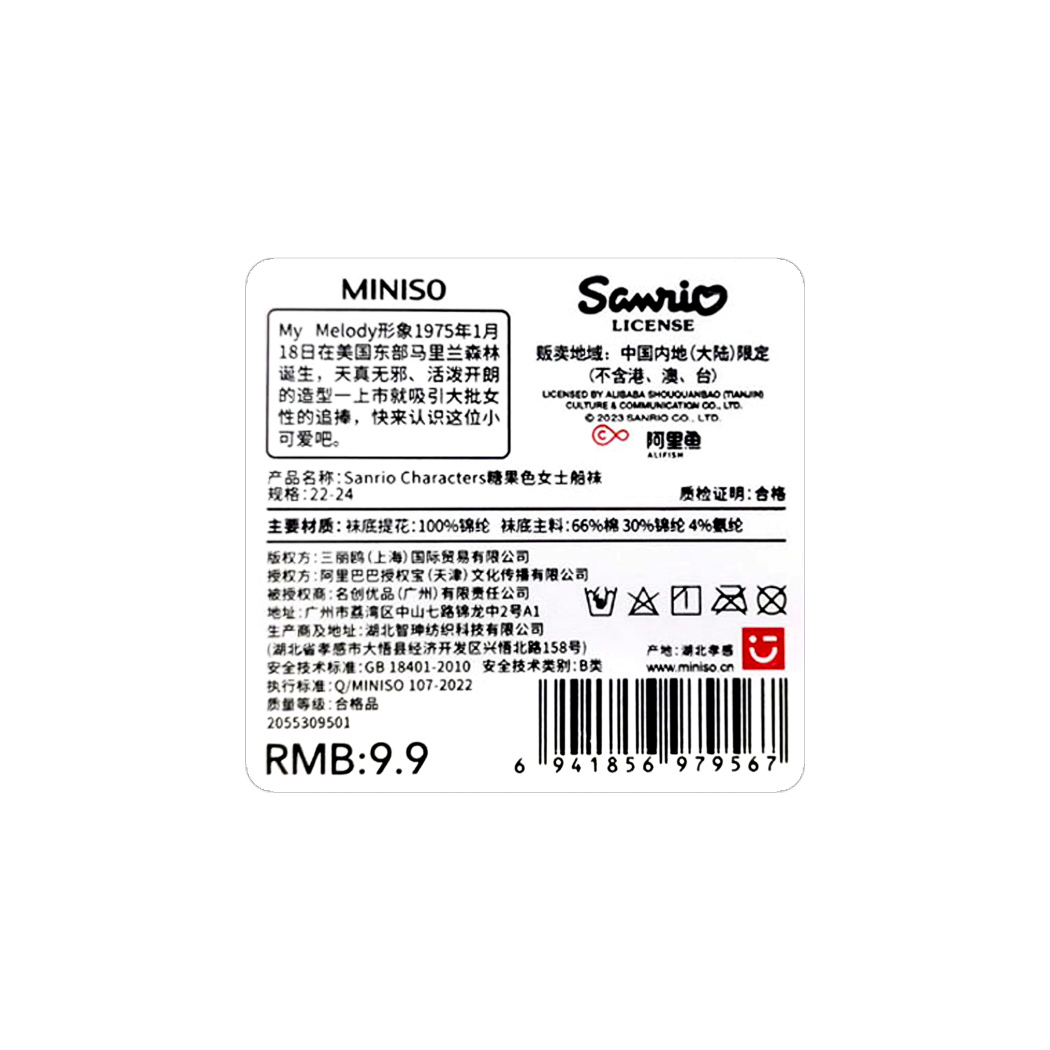 MINISO
My Melody形象1975年1月
18日在美国东部马里兰森林
诞生，天真无邪、活泼开朗
的造型一上市就吸引大批女
性的追捧，快来认识这位小
可爱吧。
Sanrio
LICENSE
贩卖地域：中国内地(大陆)限定
(不含港、澳、台)
LICENSED BY ALIBABA SHOUQUANBAO (TIANJIN)
CULTURE & COMMUNICATION CO., LTD.
© 2023 SANRIO CO., LTD.
阿里鱼
ALIFISH
产品名称：Sanrio Characters糖果色女士船袜
规格：22-24
质检证明：合格
主要材质：袜底提花：100%锦纶 袜底主料：66%棉 30%锦纶 4%氨纶
版权方：三丽鸥(上海)国际贸易有限公司
授权方：阿里巴巴授权宝(天津)文化传播有限公司
被授权商：名创优品(广州)有限责任公司
地址：广州市荔湾区中山七路锦龙中2号A1
生产商及地址：湖北智珅纺织科技有限公司
(湖北省孝感市大悟县经济开发区兴悟北路158号)
安全技术标准：GB 18401-2010 安全技术类别：B类
执行标准：Q/MINISO 107-2022
质量等级：合格品
2055309501
产地：湖北孝感
www.miniso.cn
RMB:9.9
6 941856 979567